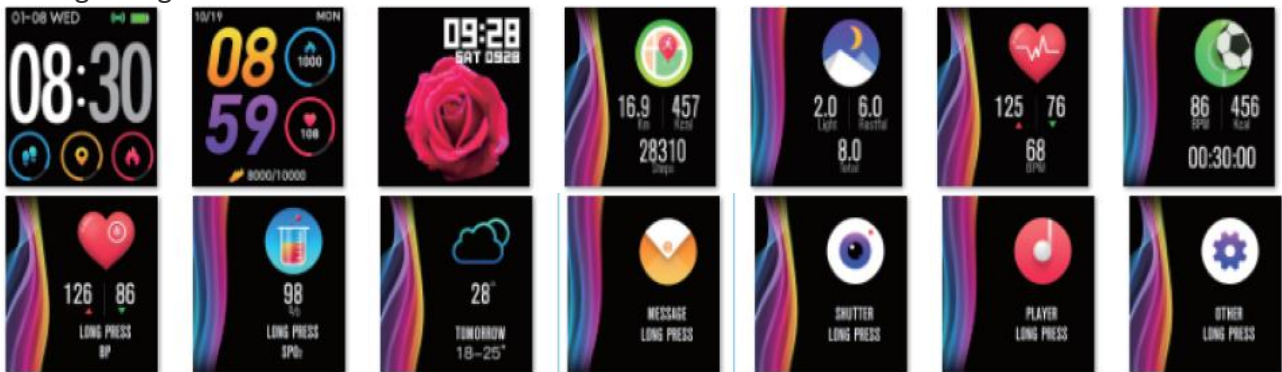 01-08 WED
08:30
10/19 MON
08
1000
59
108
8000/10000
09:28
SAT 0928
16.9 457
Km Kcal
28310
Steps
2.0 6.0
Light Restful
8.0
Total
125 76
68
BPM
86 456
BPM Kcal
00:30:00
126 86
LONG PRESS
BP
98
%
LONG PRESS
SPO₂
28°
TOMORROW
18-25°
MESSAGE
LONG PRESS
SHUTTER
LONG PRESS
PLAYER
LONG PRESS
OTHER
LONG PRESS